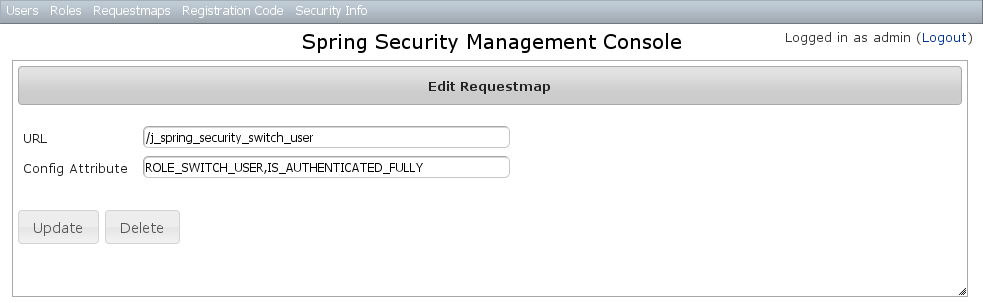 Users Roles Requestmaps Registration Code Security Info
Spring Security Management Console
Logged in as admin (Logout)
Edit Requestmap
URL /j_spring_security_switch_user
Config Attribute ROLE_SWITCH_USER,IS_AUTHENTICATED_FULLY
Update Delete